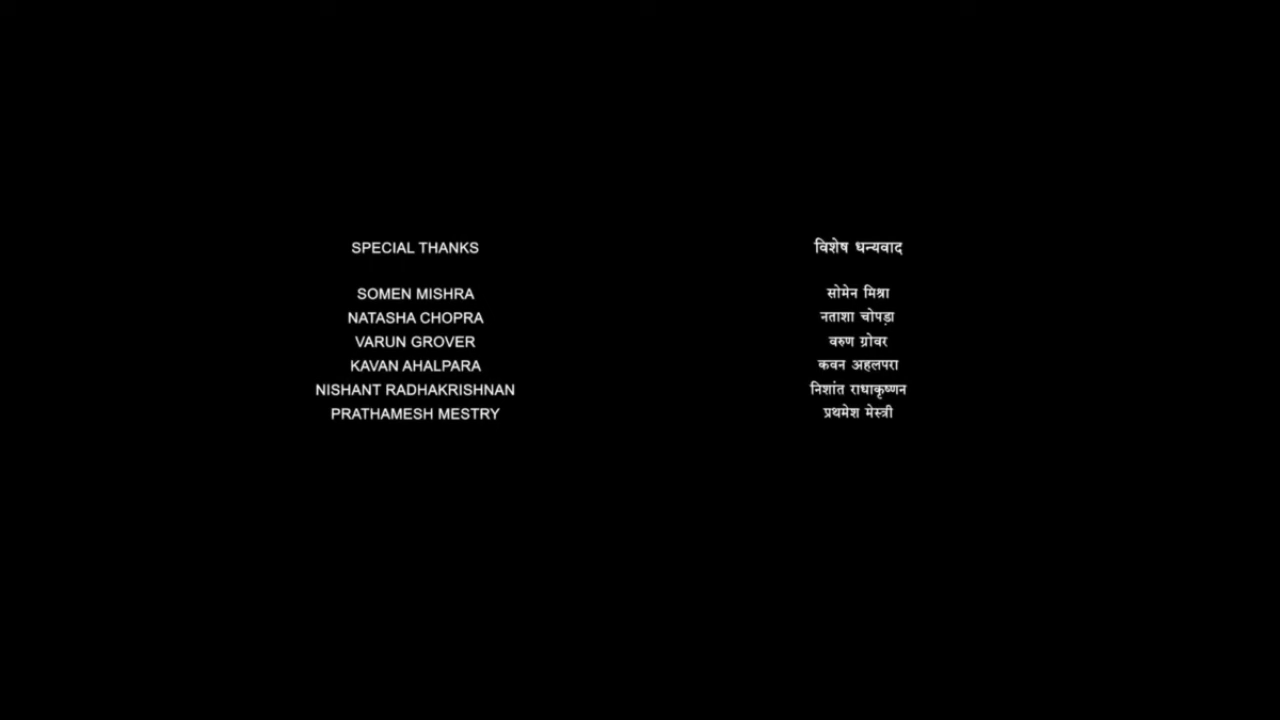 SPECIAL THANKS
SOMEN MISHRA
NATASHA CHOPRA
VARUN GROVER
KAVAN AHALPARA
NISHANT RADHAKRISHNAN
PRATHAMESH MESTRY
विशेष धन्यवाद
सोमेन मिश्रा
नताशा चोपड़ा
वरुण ग्रोवर
कवन अहलपरा
निशांत राधाकृष्णन
प्रथमेश मेस्त्री